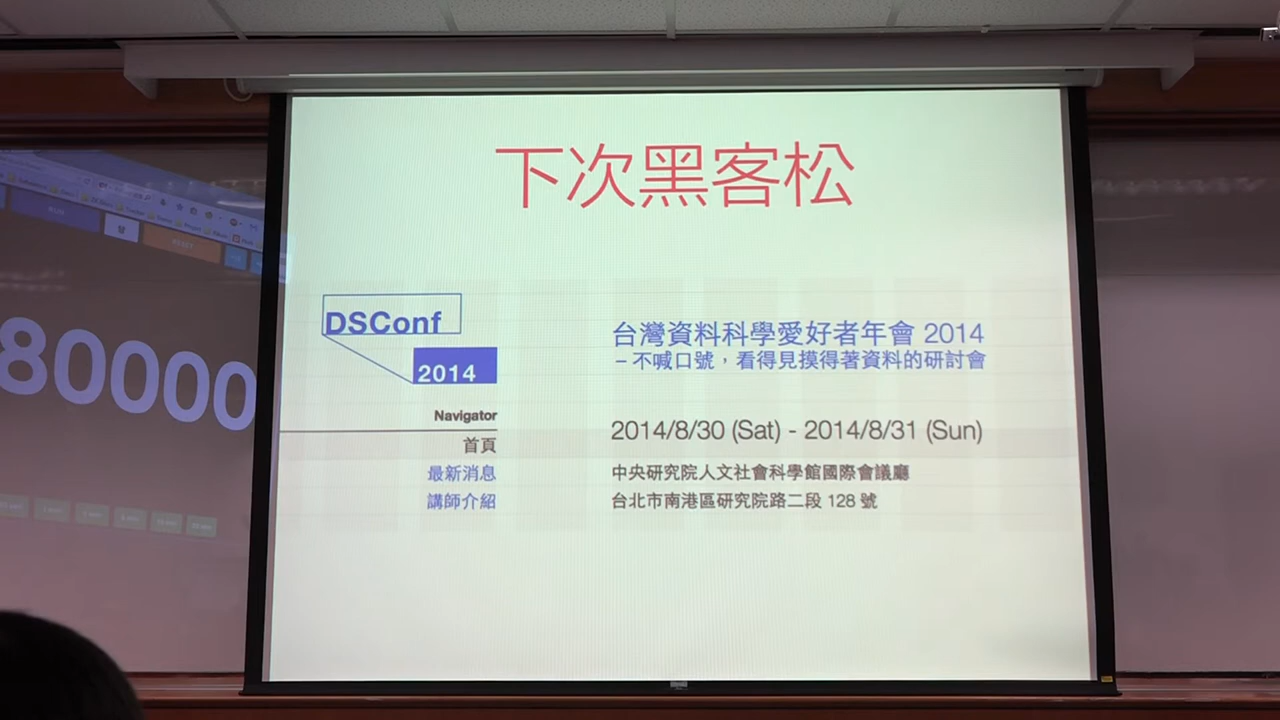 下次黑客松
DSConf
2014
台灣資料科學愛好者年會 2014
– 不喊口號，看得見摸得著資料的研討會
Navigator
首頁
最新消息
講師介紹
2014/8/30 (Sat) - 2014/8/31 (Sun)
中央研究院人文社會科學館國際會議廳
台北市南港區研究院路二段 128 號
80000